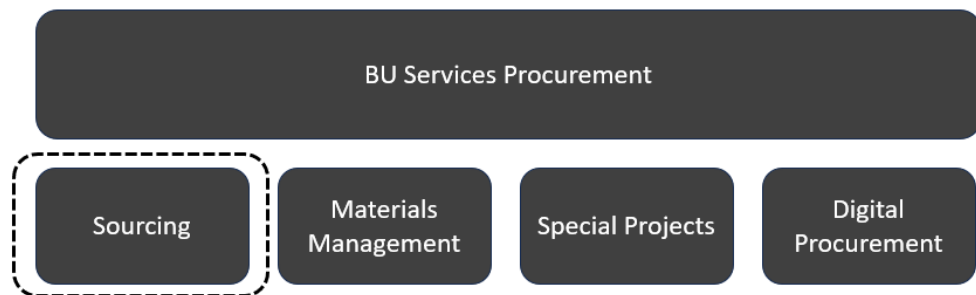 BU Services Procurement
Sourcing
Materials
Management
Special Projects
Digital
Procurement